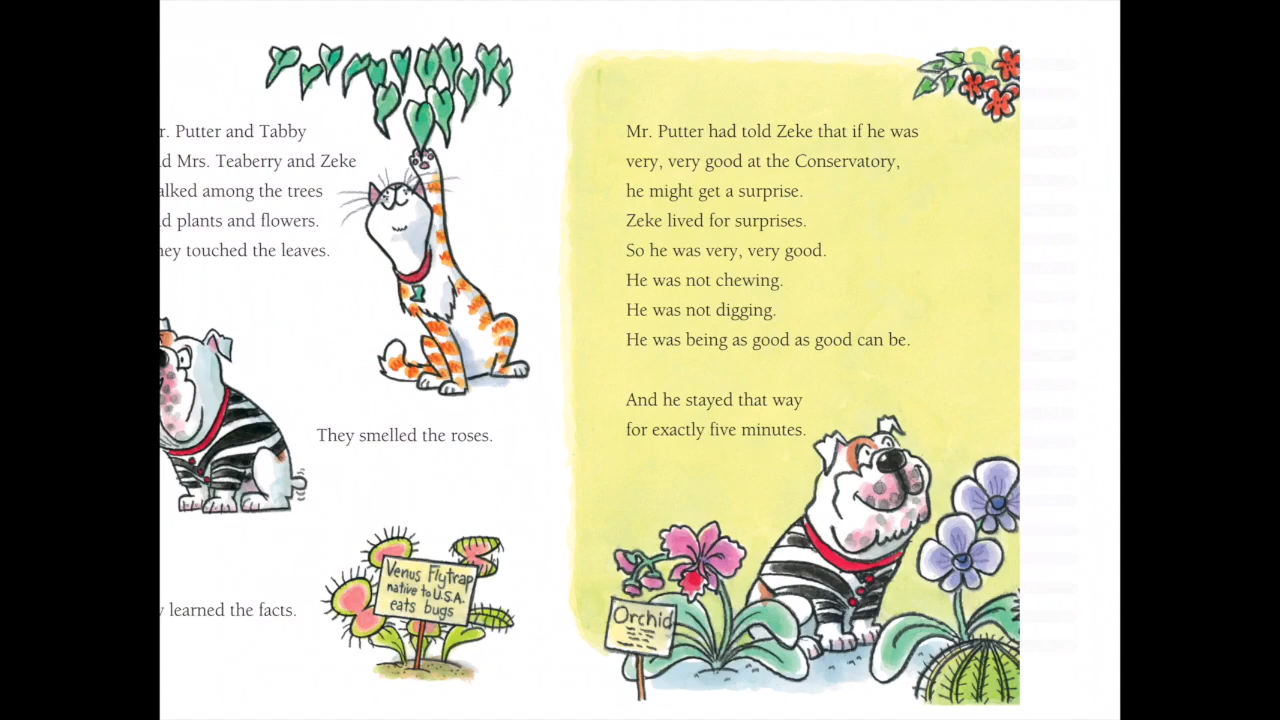 r. Putter and Tabby
d Mrs. Teaberry and Zeke
alked among the trees
d plants and flowers.
hey touched the leaves.
They smelled the roses.
Venus Flytrap
native to U.S.A.
eats bugs
learned the facts.
Mr. Putter had told Zeke that if he was
very, very good at the Conservatory,
he might get a surprise.
Zeke lived for surprises.
So he was very, very good.
He was not chewing.
He was not digging.
He was being as good as good can be.
And he stayed that way
for exactly five minutes.
Orchid